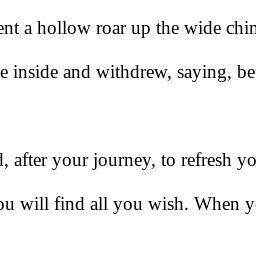 ent a hollow roar up the wide chim
e inside and withdrew, saying, be
, after your journey, to refresh yo
ou will find all you wish. When y